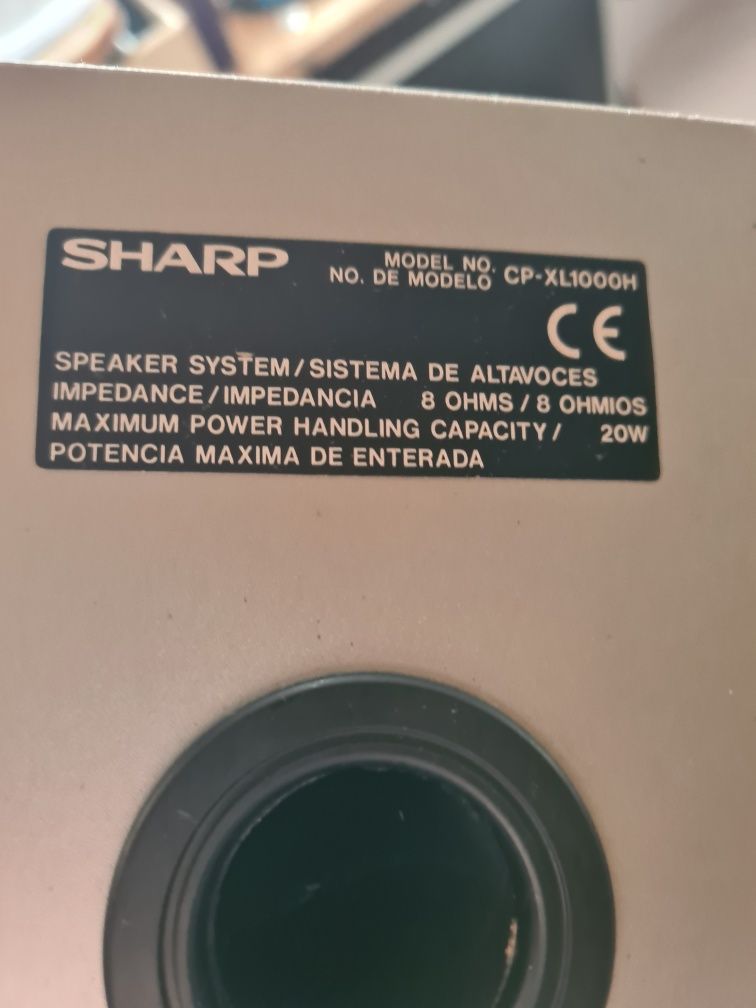 SHARP
MODEL NO.
NO. DE MODELO
CP-XL1000H
CE
SPEAKER SYSTEM/SISTEMA DE ALTAVOCES
IMPEDANCE/IMPEDANCIA 8 OHMS/8 OHMIOS
MAXIMUM POWER HANDLING CAPACITY/ 20W
POTENCIA MAXIMA DE ENTERADA